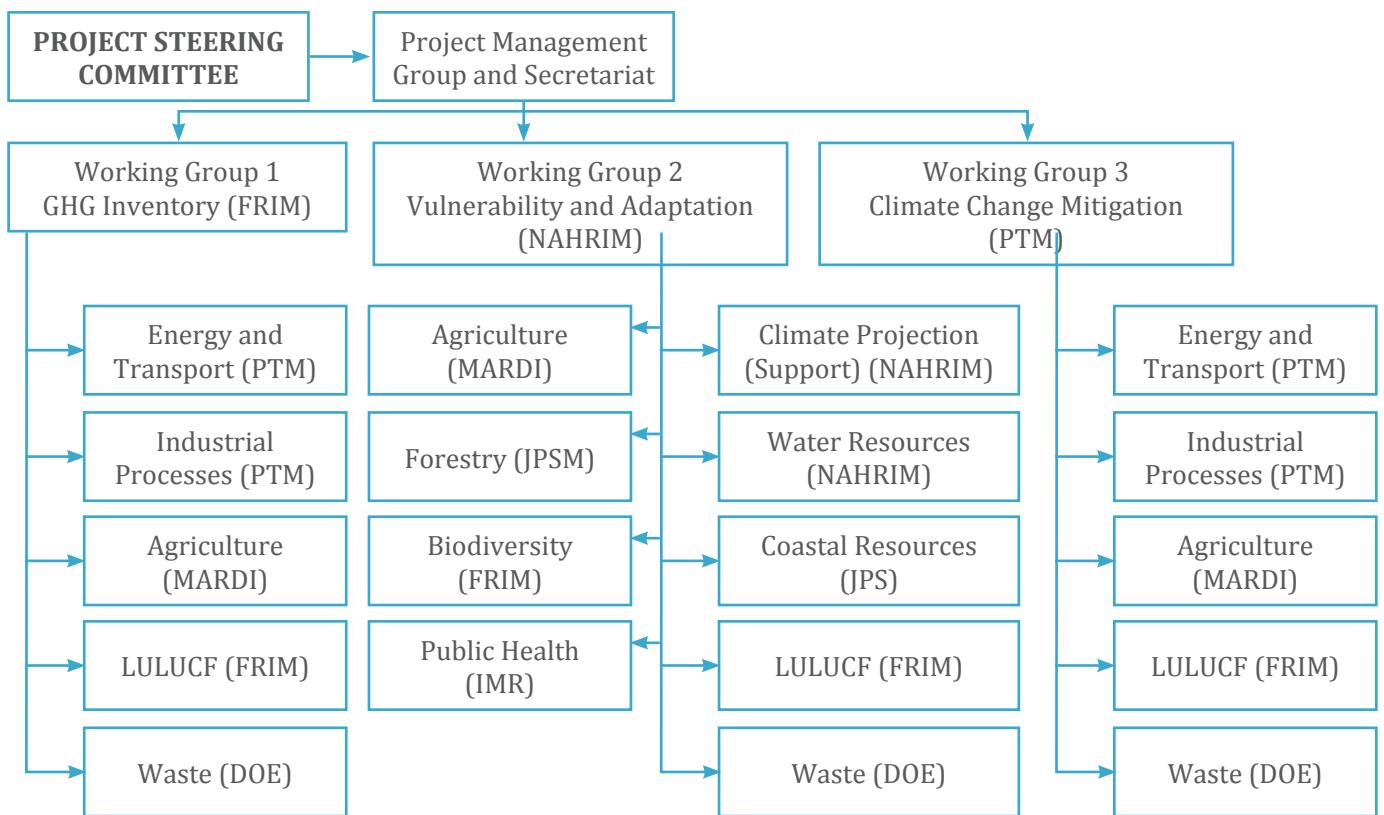 PROJECT STEERING
COMMITTEE
Project Management
Group and Secretariat
Working Group 1
GHG Inventory (FRIM)
Working Group 2
Vulnerability and Adaptation
(NAHRIM)
Working Group 3
Climate Change Mitigation
(PTM)
Energy and
Transport (PTM)
Industrial
Processes (PTM)
Agriculture
(MARDI)
LULUCF (FRIM)
Waste (DOE)
Agriculture
(MARDI)
Forestry (JPSM)
Biodiversity
(FRIM)
Public Health
(IMR)
Climate Projection
(Support) (NAHRIM)
Water Resources
(NAHRIM)
Coastal Resources
(JPS)
LULUCF (FRIM)
Waste (DOE)
Energy and
Transport (PTM)
Industrial
Processes (PTM)
Agriculture
(MARDI)
LULUCF (FRIM)
Waste (DOE)